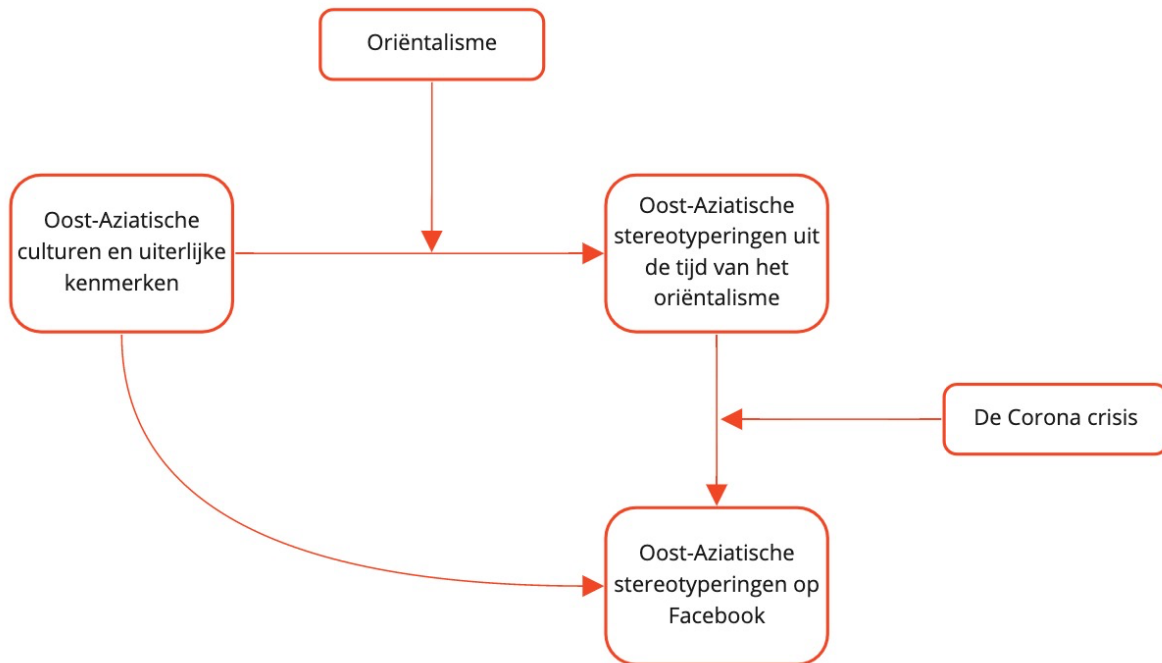 Oriëntalisme
Oost-Aziatische
culturen en uiterlijke
kenmerken
Oost-Aziatische
stereotyperingen uit
de tijd van het
oriëntalisme
De Corona crisis
Oost-Aziatische
stereotyperingen op
Facebook